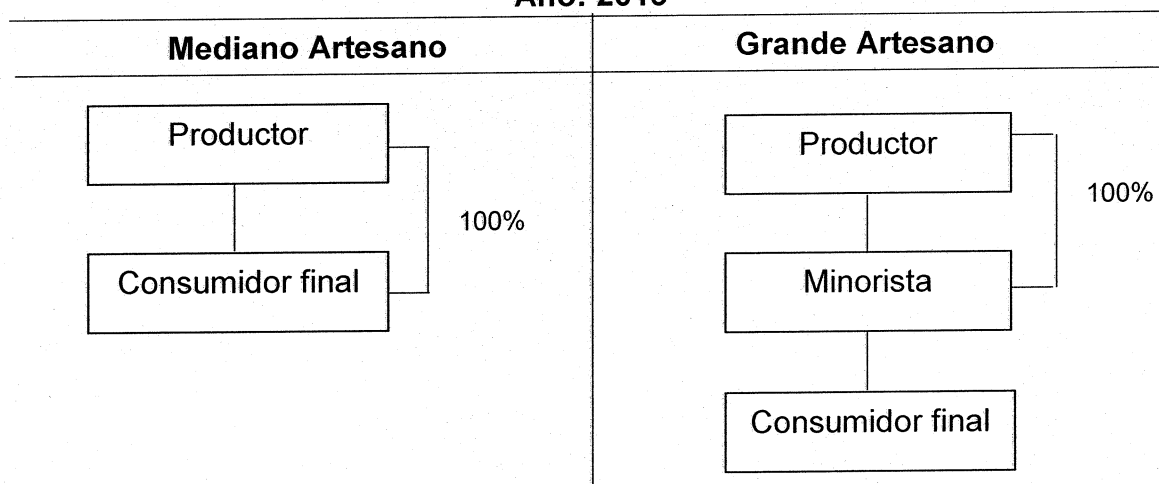 Mediano Artesano
Grande Artesano
Productor
100%
Consumidor final
Productor
100%
Minorista
Consumidor final